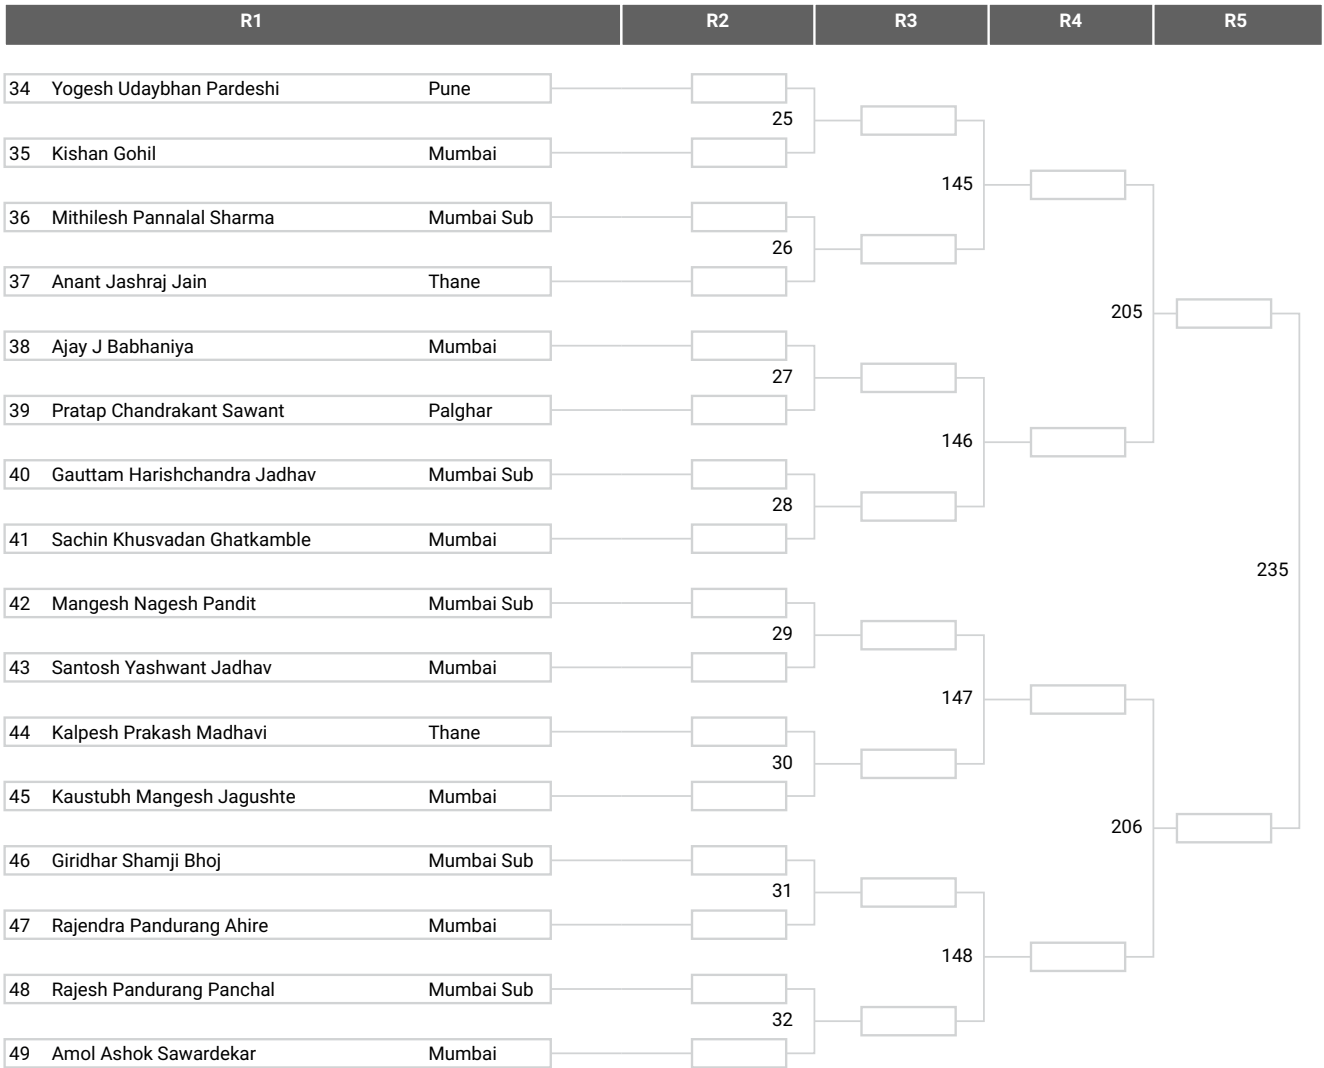 R1 R2 R3 R4 R5
34 Yogesh Udaybhan Pardeshi Pune
25
35 Kishan Gohil Mumbai
145
36 Mithilesh Pannalal Sharma Mumbai Sub
26
37 Anant Jashraj Jain Thane
205
38 Ajay J Babhaniya Mumbai
27
39 Pratap Chandrakant Sawant Palghar
146
40 Gauttam Harishchandra Jadhav Mumbai Sub
28
41 Sachin Khusvadan Ghatkamble Mumbai
235
42 Mangesh Nagesh Pandit Mumbai Sub
29
43 Santosh Yashwant Jadhav Mumbai
147
44 Kalpesh Prakash Madhavi Thane
30
45 Kaustubh Mangesh Jagushte Mumbai
206
46 Giridhar Shamji Bhoj Mumbai Sub
31
47 Rajendra Pandurang Ahire Mumbai
148
48 Rajesh Pandurang Panchal Mumbai Sub
32
49 Amol Ashok Sawardekar Mumbai